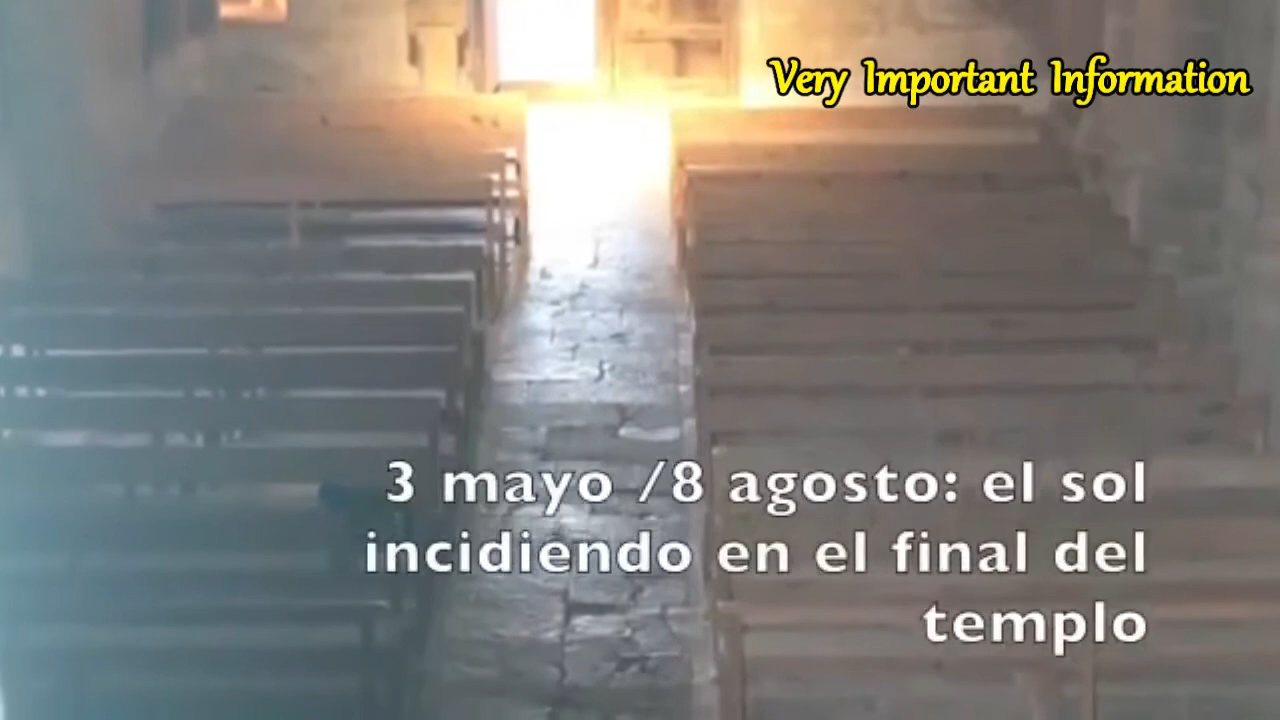 Very Important Information
3 mayo /8 agosto: el sol
incidiendo en el final del
templo